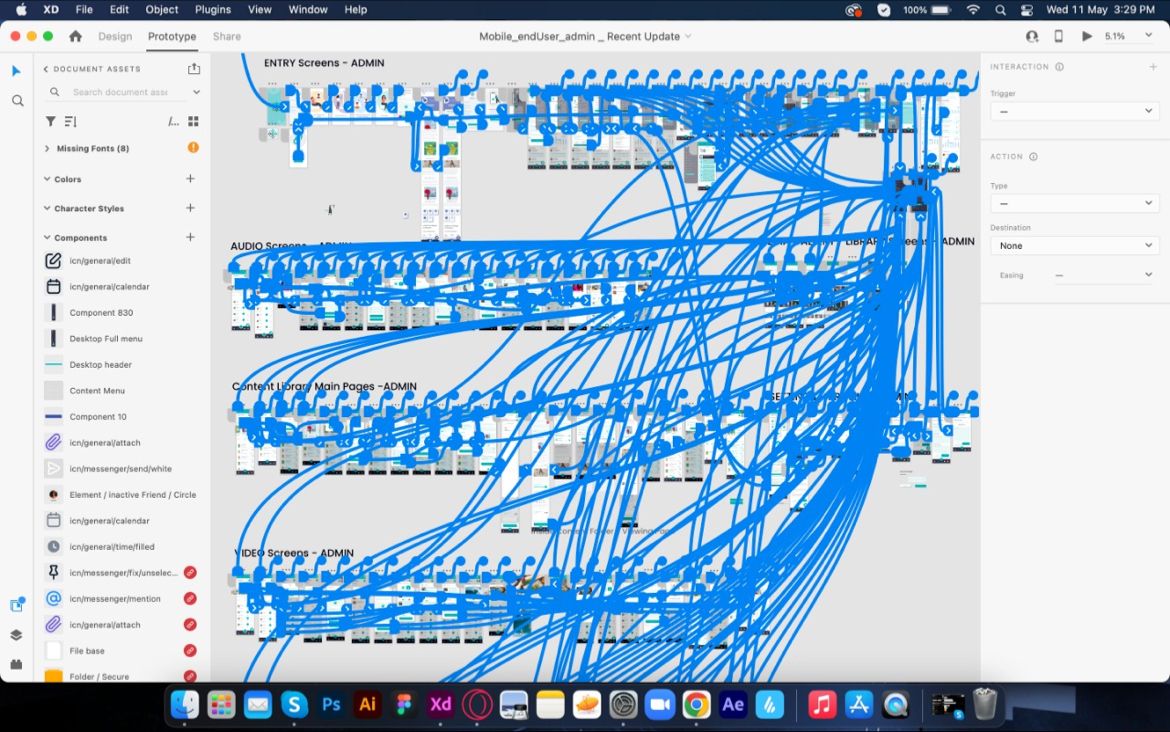 XD File Edit Object Plugins View Window Help
100% Wed 11 May 3:29 PM
Design Prototype Share
Mobile_endUser_admin _ Recent Update
5.1%
DOCUMENT ASSETS
Search document asse
/...
Missing Fonts (8)
Colors
Character Styles
Components
icn/general/edit
icn/general/calendar
Component 830
Desktop Full menu
Desktop header
Content Menu
Component 10
icn/general/attach
icn/messenger/send/white
Element / inactive Friend / Circle
icn/general/calendar
icn/general/time/filled
icn/messenger/fix/unselec...
icn/messenger/mention
icn/general/attach
File base
Folder / Secure
ENTRY Screens - ADMIN
AUDIO Screens - ADMIN
Content Library Main Pages -ADMIN
VIDEO Screens - ADMIN
INTERACTION
Trigger
—
ACTION
Type
—
Destination
None
Easing —
Ps Ai Xd Ae